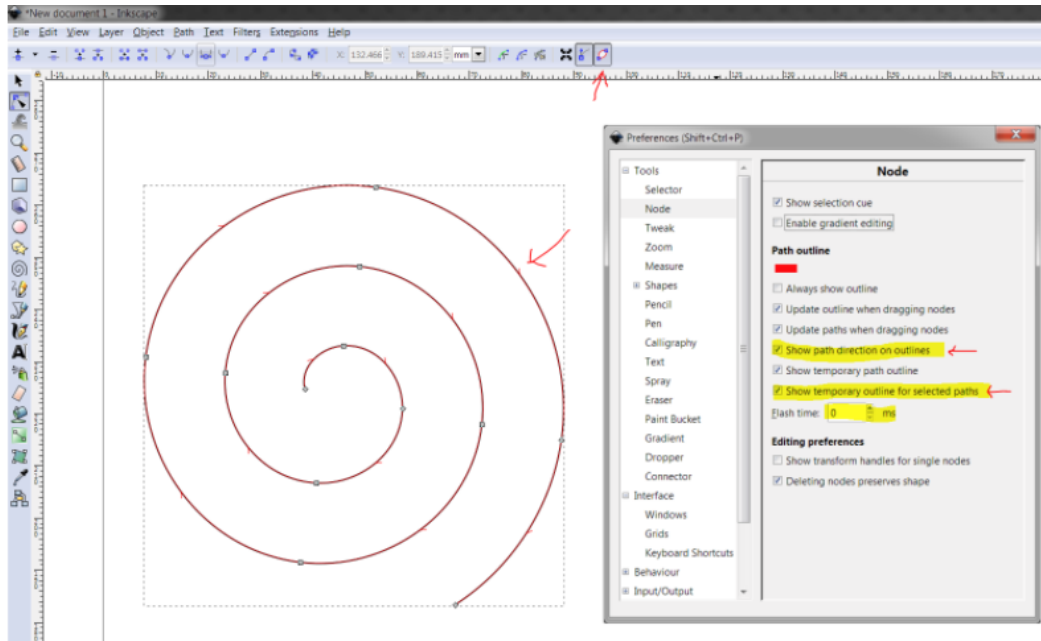 *New document 1 - Inkscape
File Edit View Layer Object Path Text Filters Extensions Help
X: 132.466 Y: 189.415 mm
Preferences (Shift+Ctrl+P)
Tools
Selector
Node
Tweak
Zoom
Measure
Shapes
Pencil
Pen
Calligraphy
Text
Spray
Eraser
Paint Bucket
Gradient
Dropper
Connector
Interface
Windows
Grids
Keyboard Shortcuts
Behaviour
Input/Output
Node
Show selection cue
Enable gradient editing
Path outline
Always show outline
Update outline when dragging nodes
Update paths when dragging nodes
Show path direction on outlines
Show temporary path outline
Show temporary outline for selected paths
Flash time: 0 ms
Editing preferences
Show transform handles for single nodes
Deleting nodes preserves shape